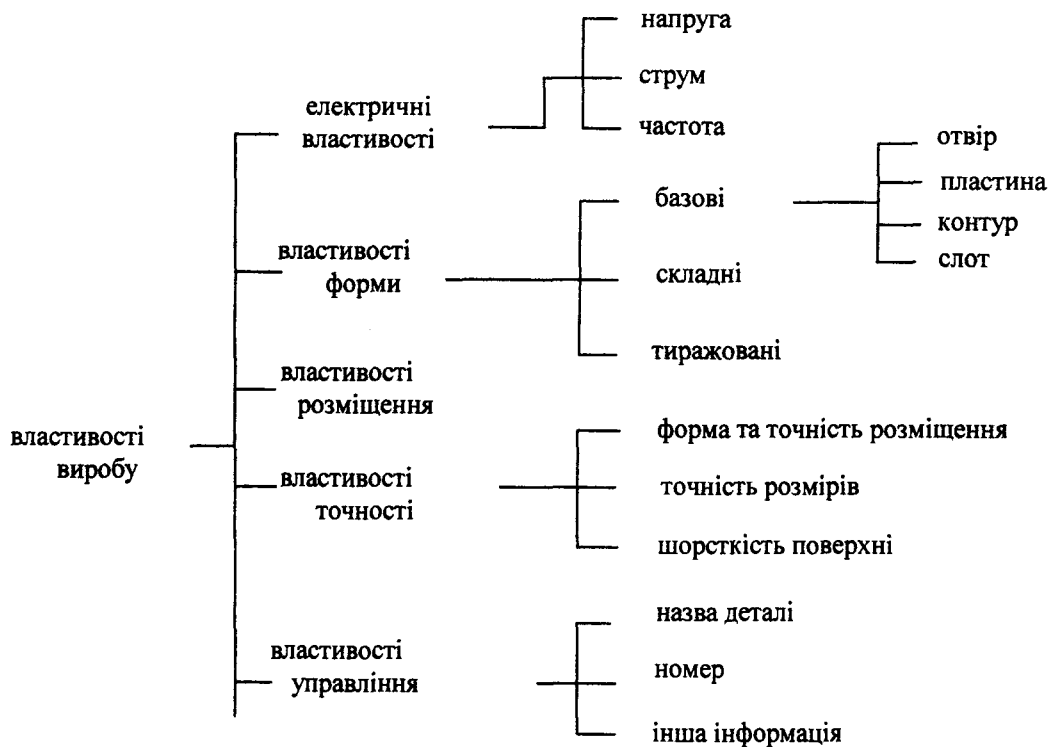 напруга
струм
частота
електричні
властивості
отвір
пластина
контур
слот
базові
властивості
форми
складні
тиражовані
властивості
розміщення
властивості
виробу
форма та точність розміщення
властивості
точності
точність розмірів
шорсткість поверхні
назва деталі
властивості
управління
номер
інша інформація